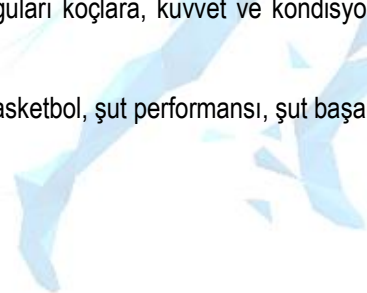 guları koçlara, kuvvet ve kondisyo
asketbol, şut performansı, şut başa